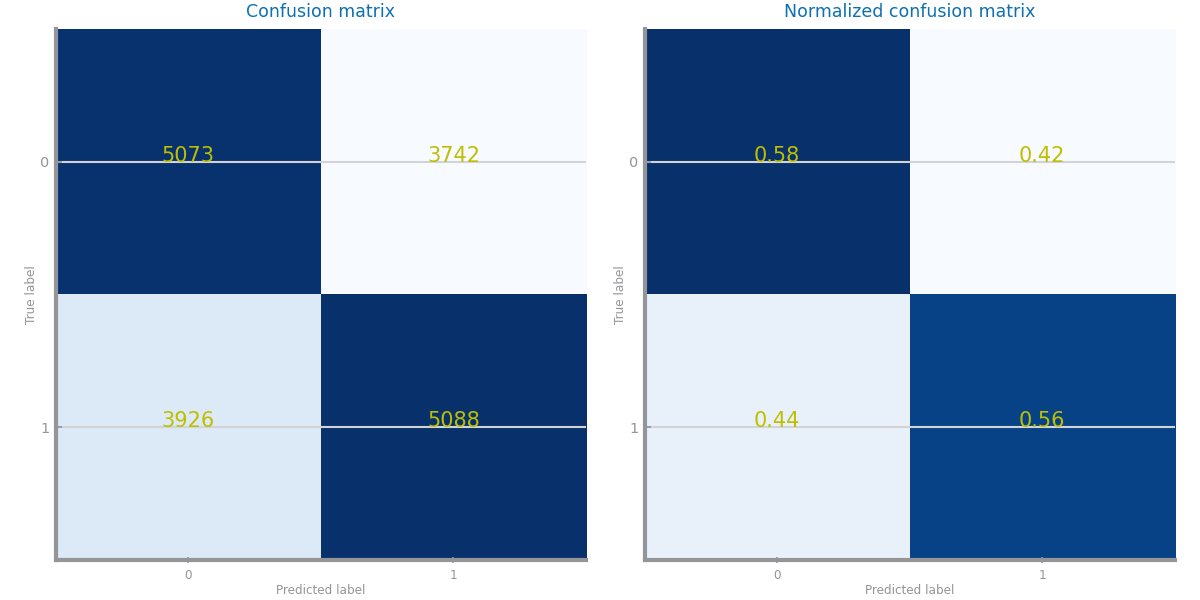 Confusion matrix
0
5073
3742
True label
1
3926
5088
0
1
Predicted label
Normalized confusion matrix
0
0.58
0.42
True label
1
0.44
0.56
0
1
Predicted label